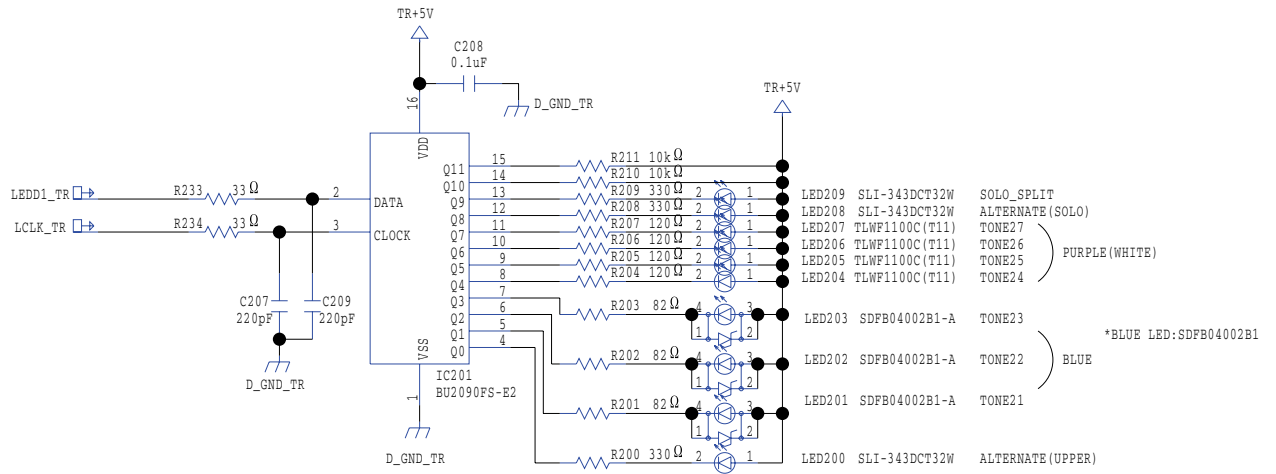 TR+5V
C208
0.1uF
D_GND_TR
16
VDD
TR+5V
LEDD1_TR
R233 33Ω
2 DATA
LCLK_TR
R234 33Ω
3 CLOCK
C207
220pF
C209
220pF
D_GND_TR
VSS
1
D_GND_TR
IC201
BU2090FS-E2
Q11 15 R211 10kΩ
Q10 14 R210 10kΩ
Q9 13 R209 330Ω 2 1 LED209 SLI-343DCT32W SOLO_SPLIT
Q8 12 R208 330Ω 2 1 LED208 SLI-343DCT32W ALTERNATE(SOLO)
Q7 11 R207 120Ω 2 1 LED207 TLWF1100C(T11) TONE27
Q6 10 R206 120Ω 2 1 LED206 TLWF1100C(T11) TONE26
Q5 9 R205 120Ω 2 1 LED205 TLWF1100C(T11) TONE25
Q4 8 R204 120Ω 2 1 LED204 TLWF1100C(T11) TONE24
PURPLE(WHITE)
Q3 7 R203 82Ω 4 3 LED203 SDFB04002B1-A TONE23
1 2
*BLUE LED:SDFB04002B1
Q2 6 R202 82Ω 4 3 LED202 SDFB04002B1-A TONE22
1 2
BLUE
Q1 5 R201 82Ω 4 3 LED201 SDFB04002B1-A TONE21
1 2
Q0 4 R200 330Ω 2 1 LED200 SLI-343DCT32W ALTERNATE(UPPER)